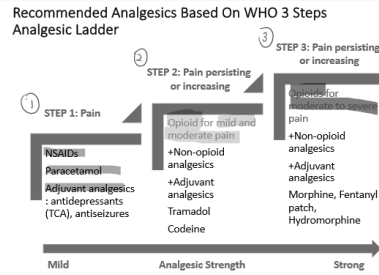 Recommended Analgesics Based On WHO 3 Steps
Analgesic Ladder
1
STEP 1: Pain
NSAIDs
Paracetamol
Adjuvant analgesics
: antidepressants
(TCA), antiseizures
2
STEP 2: Pain persisting
or increasing
Opioid for mild and
moderate pain
+Non-opioid
analgesics
+Adjuvant
analgesics
Tramadol
Codeine
3
STEP 3: Pain persisting
or increasing
Opioids for
moderate to severe
pain
+Non-opioid
analgesics
+Adjuvant
analgesics
Morphine, Fentanyl
patch,
Hydromorphine
Mild
Analgesic Strength
Strong